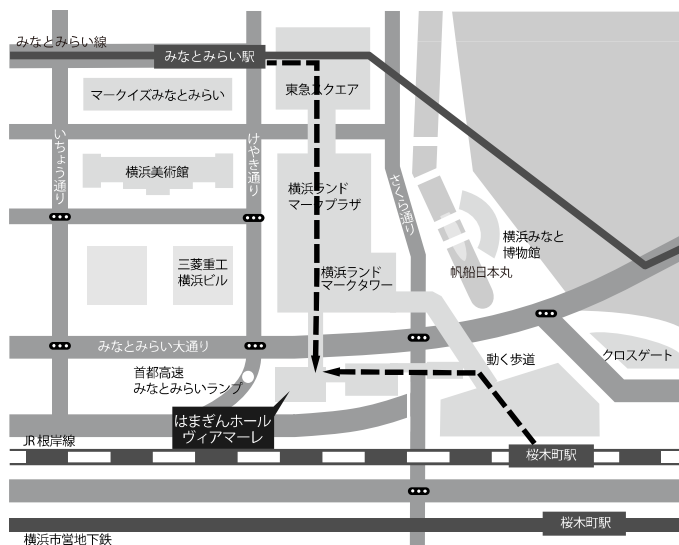 みなとみらい線
みなとみらい駅
マークイズみなとみらい
東急スクエア
いちょう通り
けやき通り
さくら通り
横浜美術館
横浜ランド
マークプラザ
横浜みなと
博物館
三菱重工
横浜ビル
横浜ランド
マークタワー
帆船日本丸
みなとみらい大通り
動く歩道
クロスゲート
首都高速
みなとみらいランプ
はまぎんホール
ヴィアマーレ
JR根岸線
桜木町駅
桜木町駅
横浜市営地下鉄